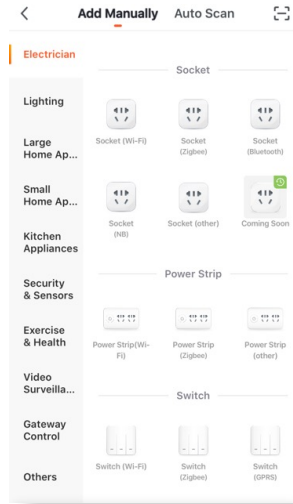 Add Manually Auto Scan
Electrician
Lighting
Large
Home Ap...
Small
Home Ap...
Kitchen
Appliances
Security
& Sensors
Exercise
& Health
Video
Surveilla...
Gateway
Control
Others
Socket
Socket (Wi-Fi)
Socket
(Zigbee)
Socket
(Bluetooth)
Socket
(NB)
Socket (other)
Coming Soon
Power Strip
Power Strip(Wi-
Fi)
Power Strip
(Zigbee)
Power Strip
(other)
Switch
Switch (Wi-Fi)
Switch
(Zigbee)
Switch
(GPRS)